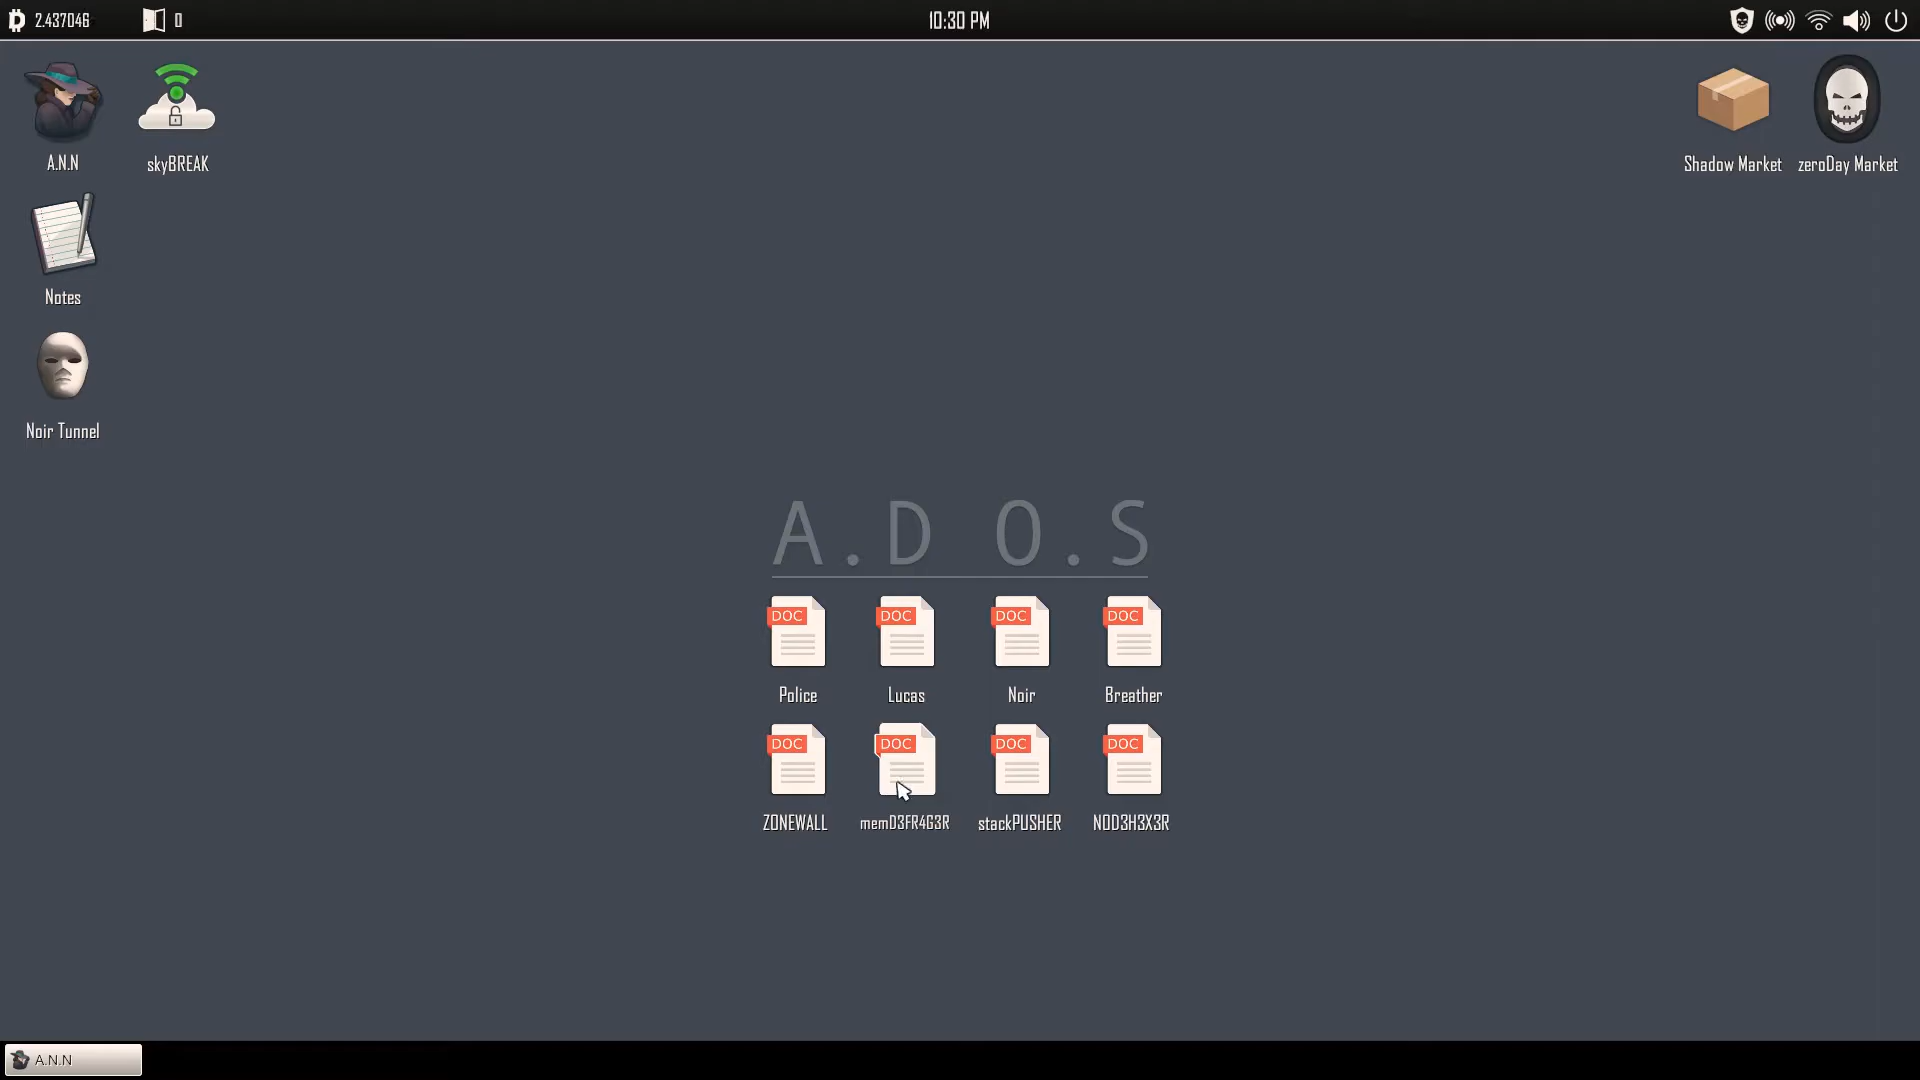 2.437046
0
10:30 PM
A.N.N
skyBREAK
Shadow Market
zeroDay Market
Notes
Noir Tunnel
A.D O.S
DOC
DOC
DOC
DOC
Police
Lucas
Noir
Breather
DOC
DOC
DOC
DOC
ZONEWALL
memD3FR4G3R
stackPUSHER
NOD3H3X3R
A.N.N